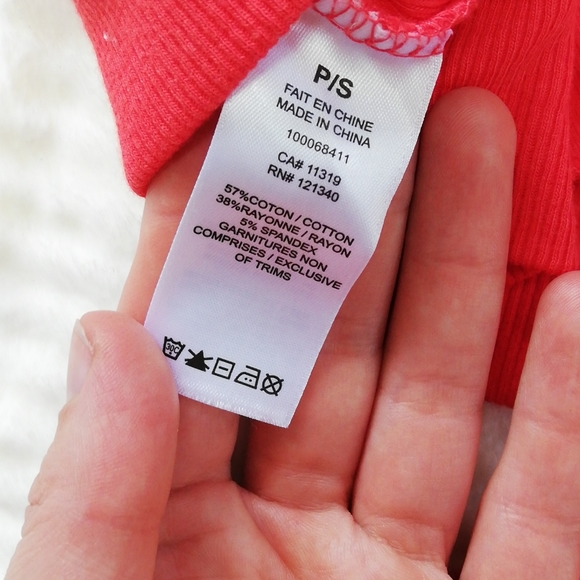 P/S
FAIT EN CHINE
MADE IN CHINA
100068411
CA# 11319
RN# 121340
57%COTON / COTTON
38%RAYONNE / RAYON
5% SPANDEX
GARNITURES NON
COMPRISES / EXCLUSIVE
OF TRIMS
30C